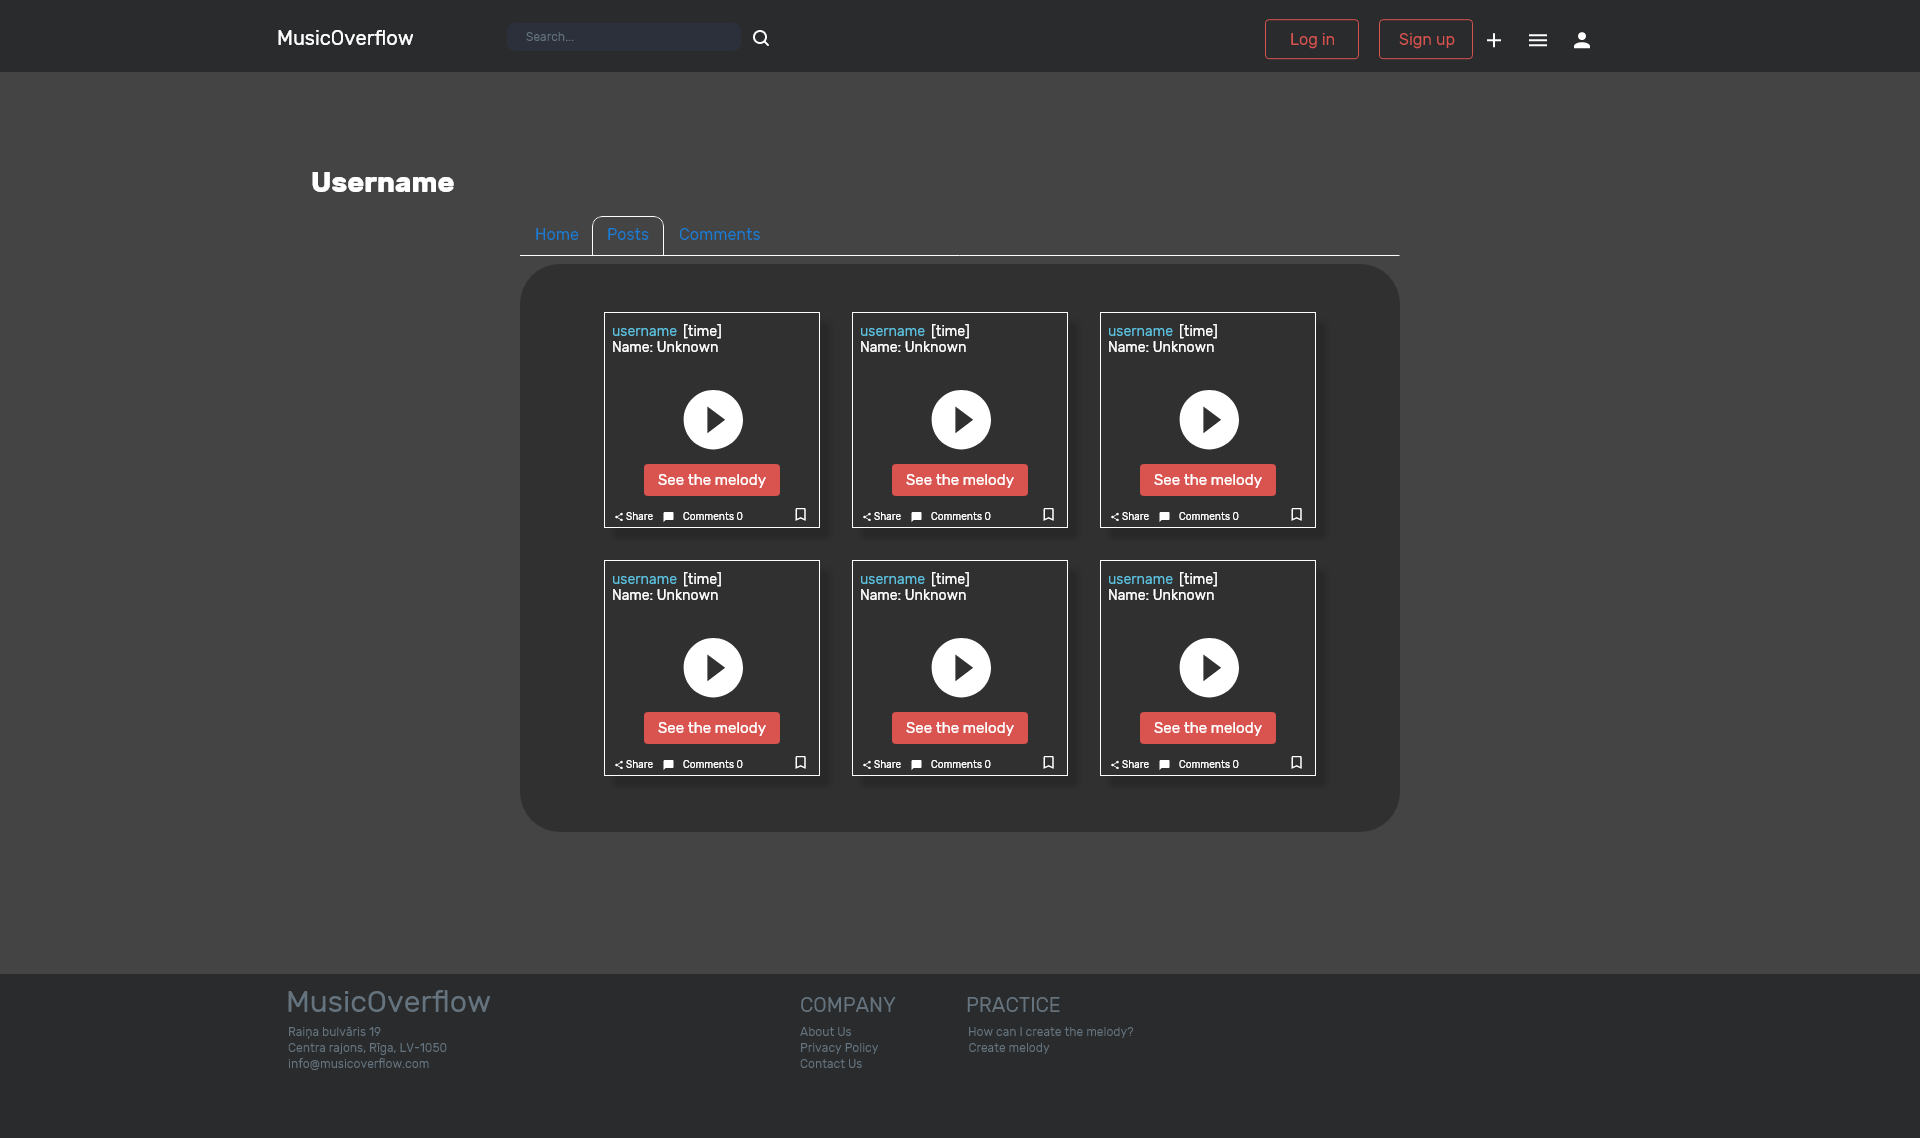 MusicOverflow
Search...
Log in
Sign up
Username
Home
Posts
Comments
username [time]
Name: Unknown
See the melody
Share
Comments 0
username [time]
Name: Unknown
See the melody
Share
Comments 0
username [time]
Name: Unknown
See the melody
Share
Comments 0
username [time]
Name: Unknown
See the melody
Share
Comments 0
username [time]
Name: Unknown
See the melody
Share
Comments 0
username [time]
Name: Unknown
See the melody
Share
Comments 0
MusicOverflow
Raiņa bulvāris 19
Centra rajons, Rīga, LV-1050
info@musicoverflow.com
COMPANY
About Us
Privacy Policy
Contact Us
PRACTICE
How can I create the melody?
Create melody